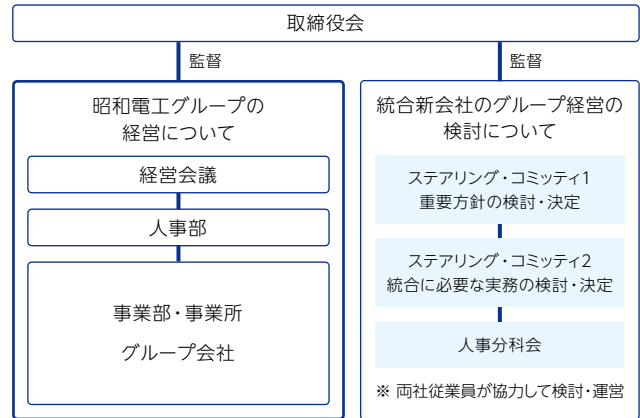 取締役会
監督
監督
昭和電工グループの
経営について
経営会議
人事部
事業部・事業所
グループ会社
統合新会社のグループ経営の
検討について
ステアリング・コミッティ1
重要方針の検討・決定
ステアリング・コミッティ2
統合に必要な実務の検討・決定
人事分科会
※ 両社従業員が協力して検討・運営